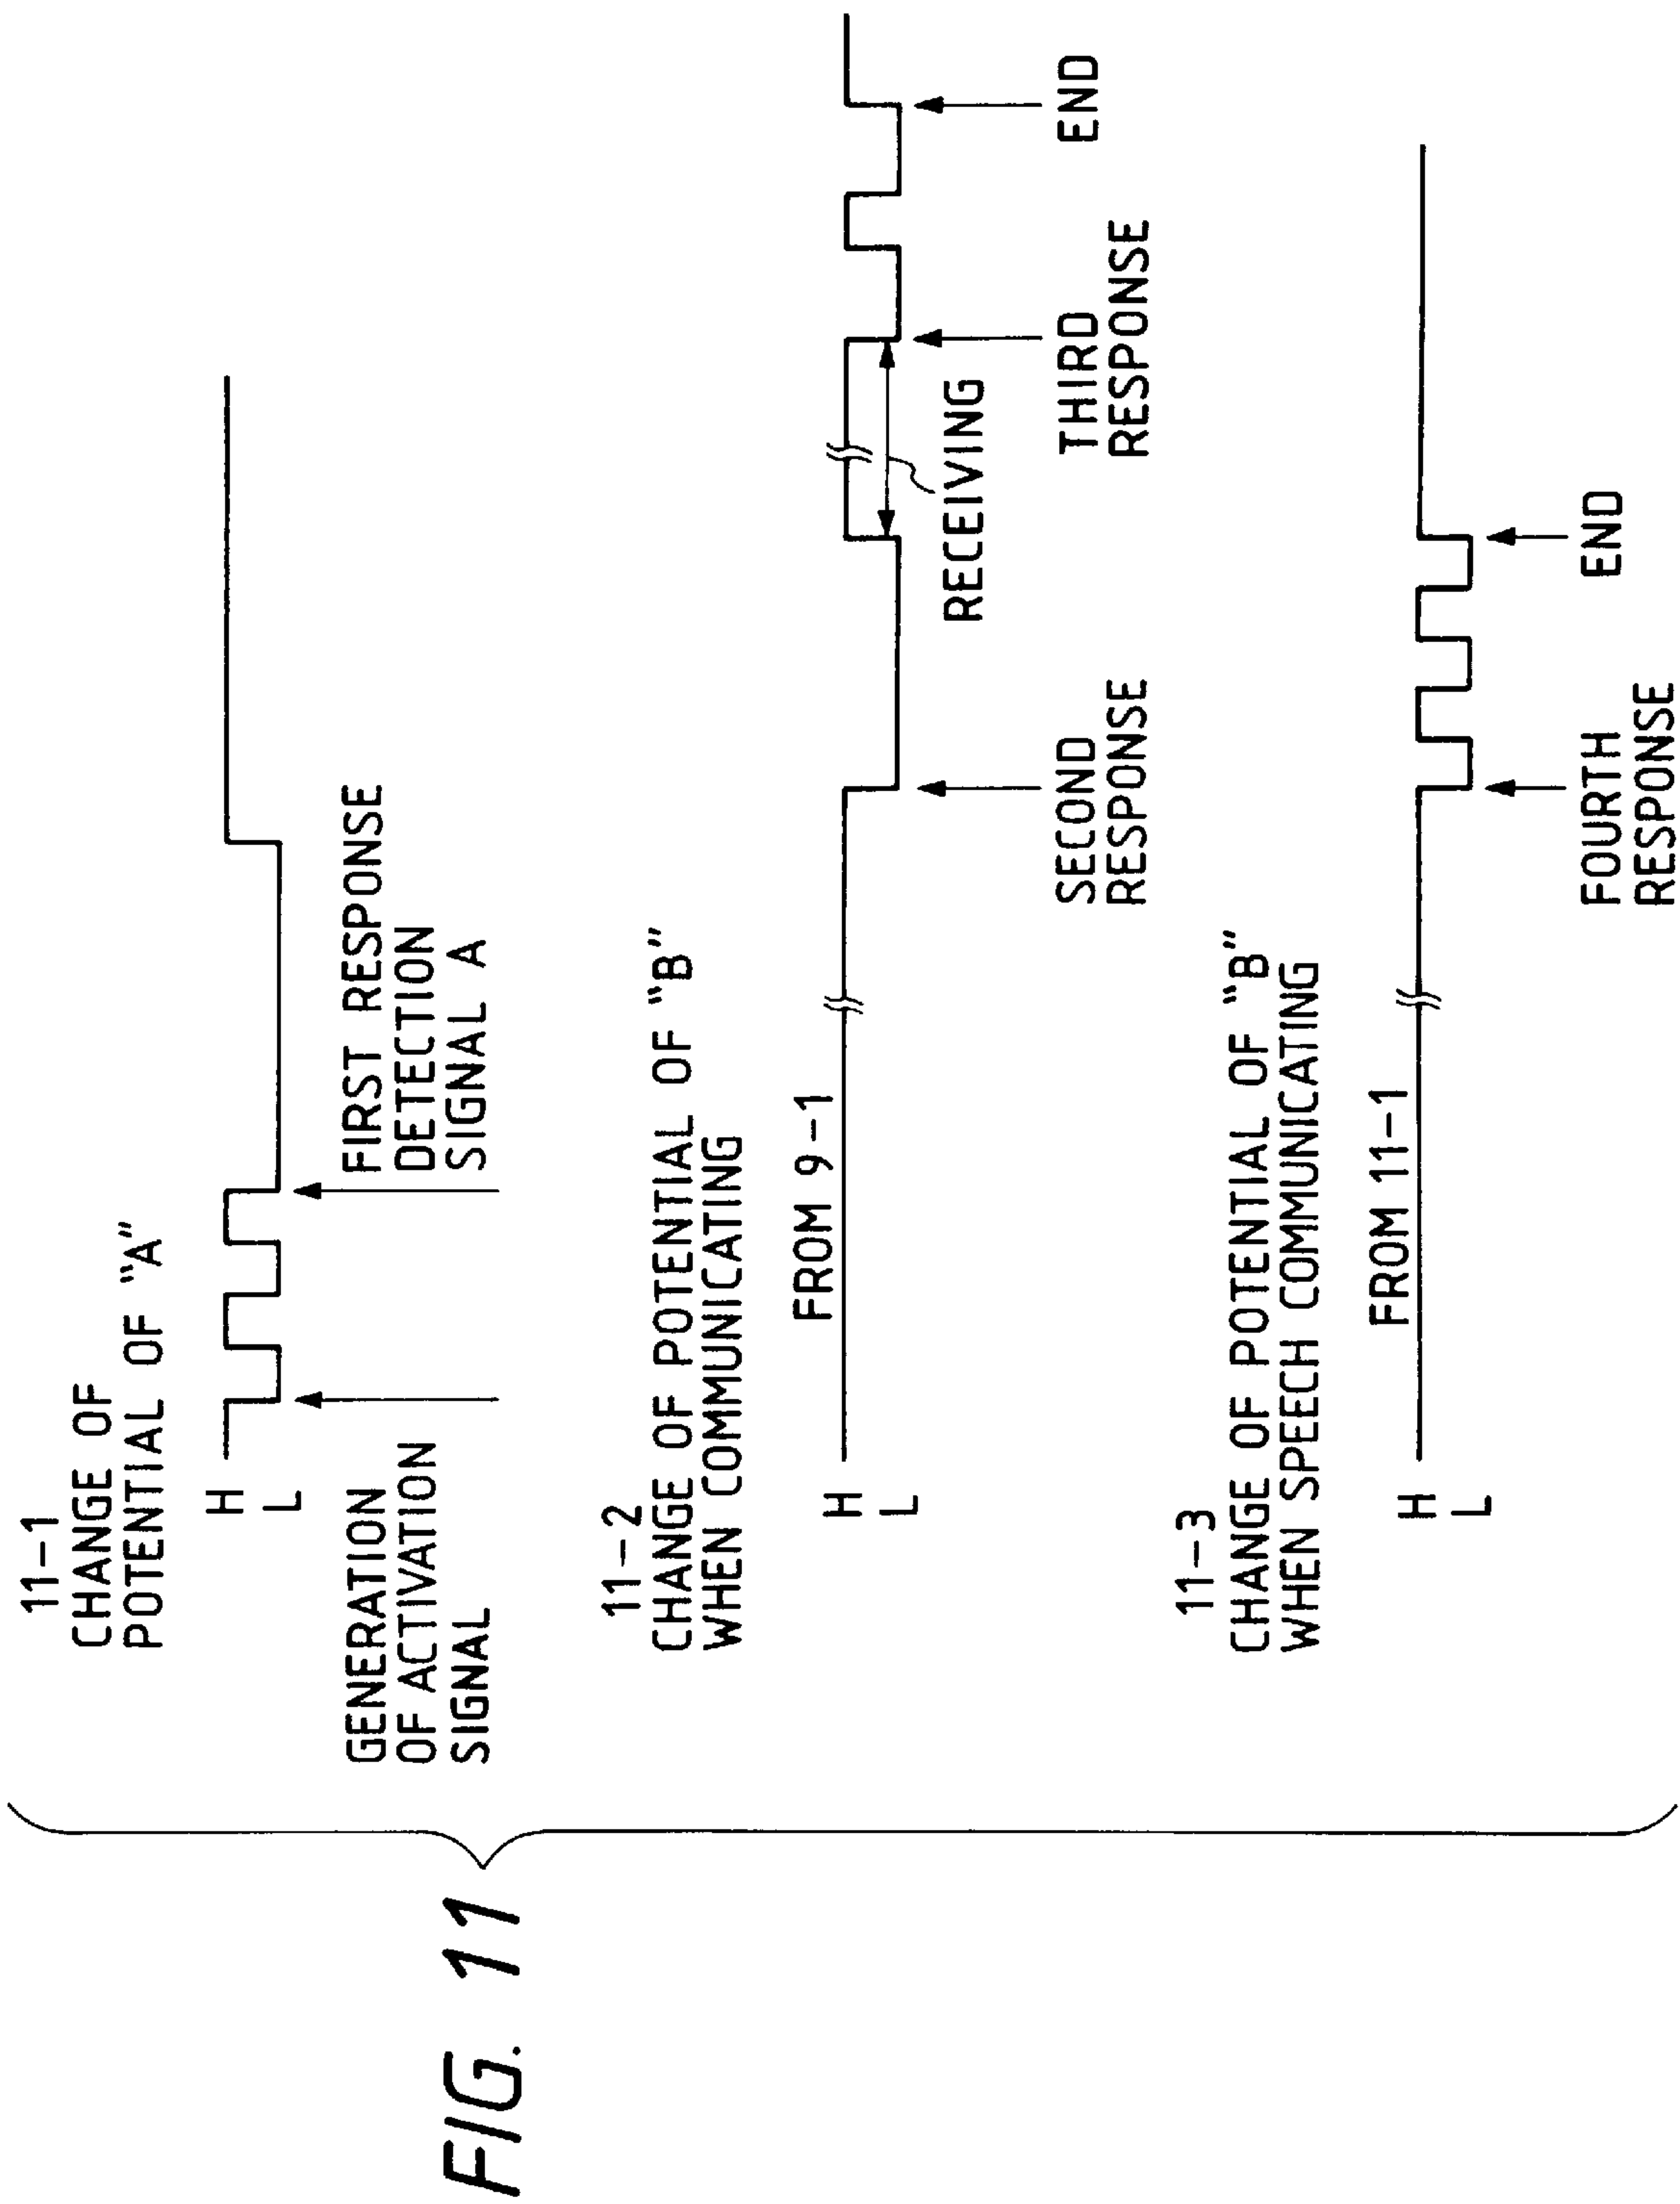 FIG. 11
11-1
CHANGE OF
POTENTIAL OF "A"
H
L
GENERATION
OF ACTIVATION
SIGNAL
FIRST RESPONSE
DETECTION
SIGNAL A
11-2
CHANGE OF POTENTIAL OF "B"
WHEN COMMUNICATING
H
L
FROM 9-1
SECOND
RESPONSE
RECEIVING
THIRD
RESPONSE
END
11-3
CHANGE OF POTENTIAL OF "B"
WHEN SPEECH COMMUNICATING
H
L
FROM 11-1
FOURTH
RESPONSE
END